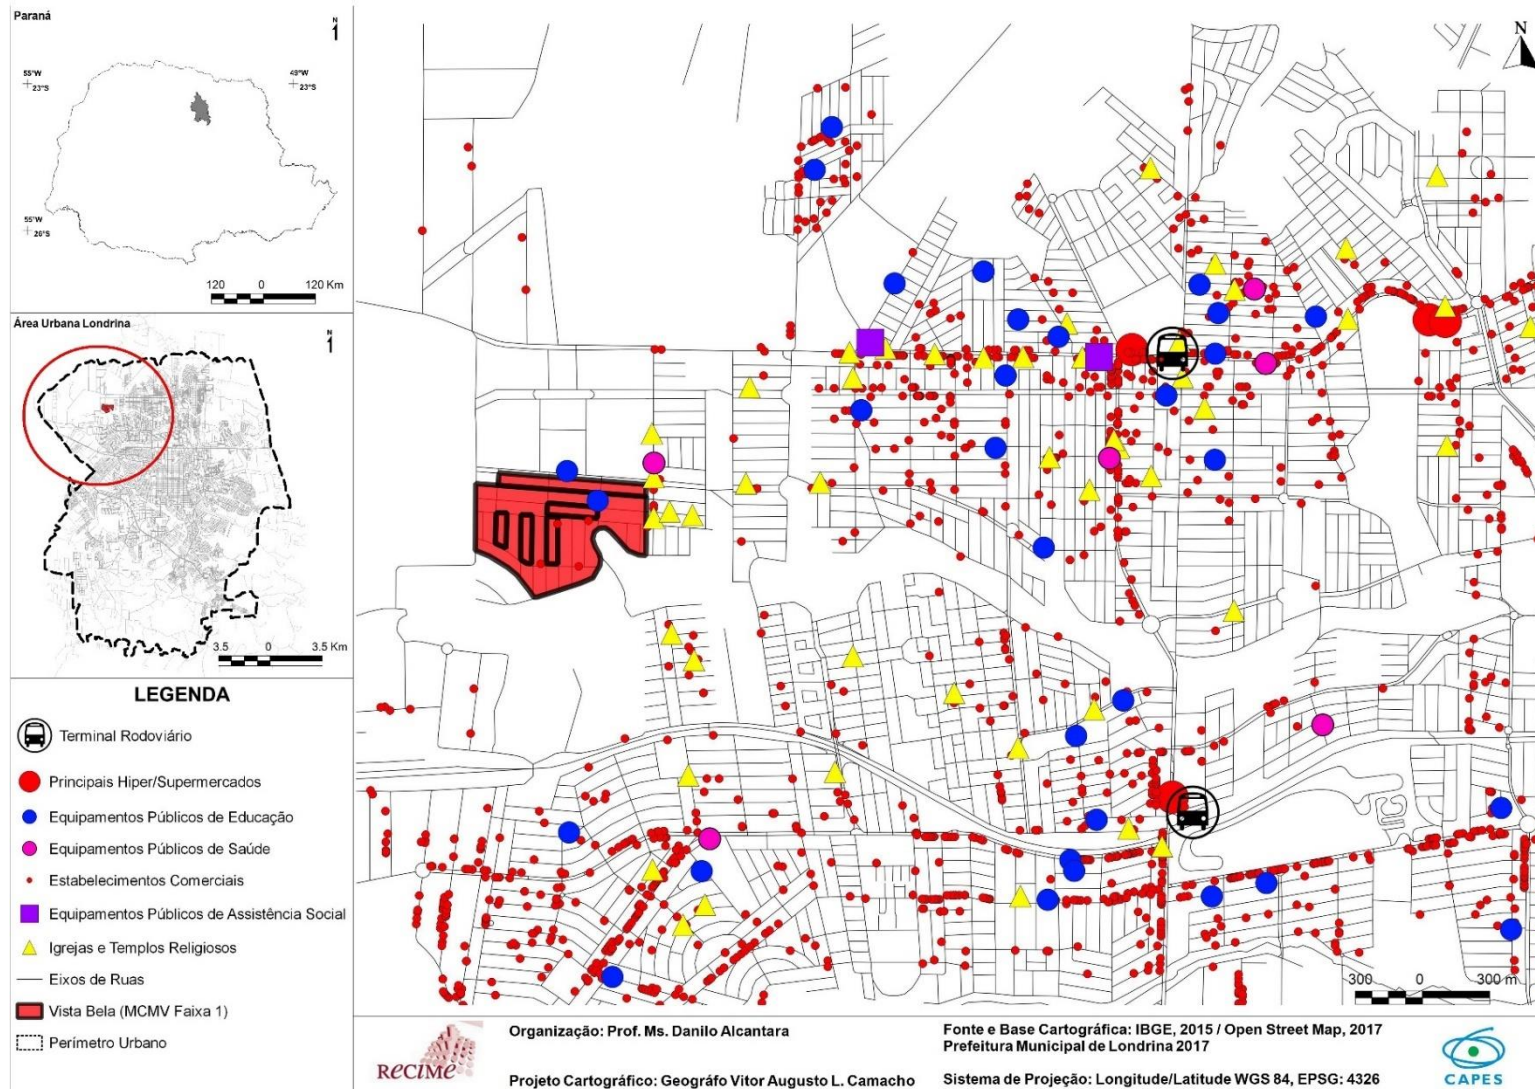 Paraná
N
55°W
23°S
49°W
23°S
55°W
26°S
120 0 120 Km
Área Urbana Londrina
N
3.5 0 3.5 Km
LEGENDA
Terminal Rodoviário
Principais Hiper/Supermercados
Equipamentos Públicos de Educação
Equipamentos Públicos de Saúde
Estabelecimentos Comerciais
Equipamentos Públicos de Assistência Social
Igrejas e Templos Religiosos
Eixos de Ruas
Vista Bela (MCMV Faixa 1)
Perímetro Urbano
N
300 0 300 m
RECIME
Organização: Prof. Ms. Danilo Alcantara
Projeto Cartográfico: Geográfo Vitor Augusto L. Camacho
Fonte e Base Cartográfica: IBGE, 2015 / Open Street Map, 2017
Prefeitura Municipal de Londrina 2017
Sistema de Projeção: Longitude/Latitude WGS 84, EPSG: 4326
CAPES